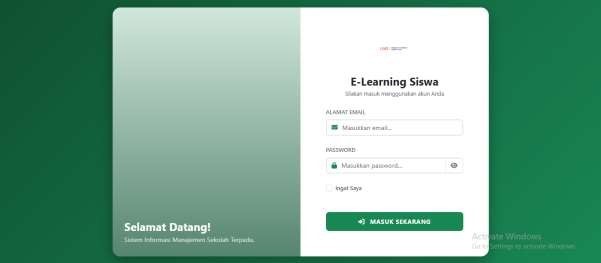 E-Learning Siswa
Silakan masuk menggunakan akun Anda
ALAMAT EMAIL
Masukkan email...
PASSWORD
Masukkan password...
Ingat Saya
MASUK SEKARANG
Selamat Datang!
Sistem Informasi Manajemen Sekolah Terpadu.
Activate Windows
Go to Settings to activate Windows.